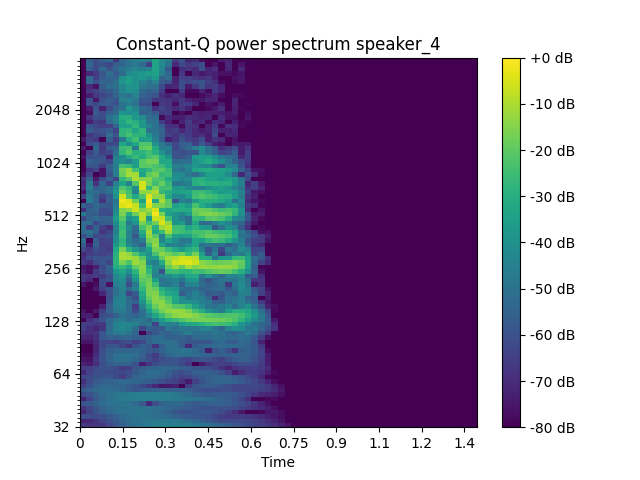 Constant-Q power spectrum speaker_4
Hz
2048
1024
512
256
128
64
32
0 0.15 0.3 0.45 0.6 0.75 0.9 1.1 1.2 1.4
Time
+0 dB
-10 dB
-20 dB
-30 dB
-40 dB
-50 dB
-60 dB
-70 dB
-80 dB